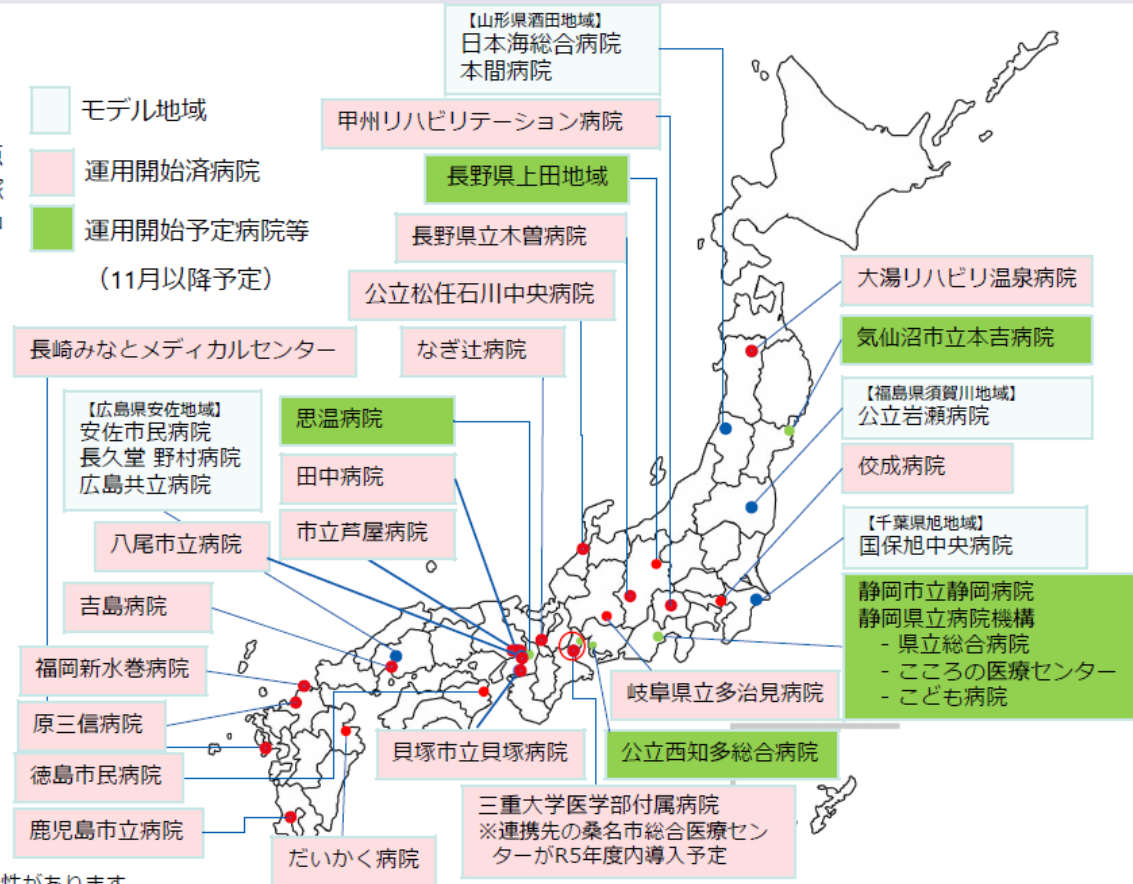 【山形県酒田地域】
日本海総合病院
本間病院
モデル地域
運用開始済病院
運用開始予定病院等
（11月以降予定）
甲州リハビリテーション病院
長野県上田地域
長野県立木曽病院
公立松任石川中央病院
長崎みなとメディカルセンター
なぎ辻病院
大湯リハビリ温泉病院
気仙沼市立本吉病院
【福島県須賀川地域】
公立岩瀬病院
佼成病院
【千葉県旭地域】
国保旭中央病院
【広島県安佐地域】
安佐市民病院
長久堂 野村病院
広島共立病院
思温病院
田中病院
市立芦屋病院
八尾市立病院
吉島病院
福岡新水巻病院
原三信病院
徳島市民病院
鹿児島市立病院
だいかく病院
貝塚市立貝塚病院
岐阜県立多治見病院
公立西知多総合病院
静岡市立静岡病院
静岡県立病院機構
- 県立総合病院
- こころの医療センター
- こども病院
三重大学医学部付属病院
※連携先の桑名市総合医療セン
ターがR5年度内導入予定
性があります